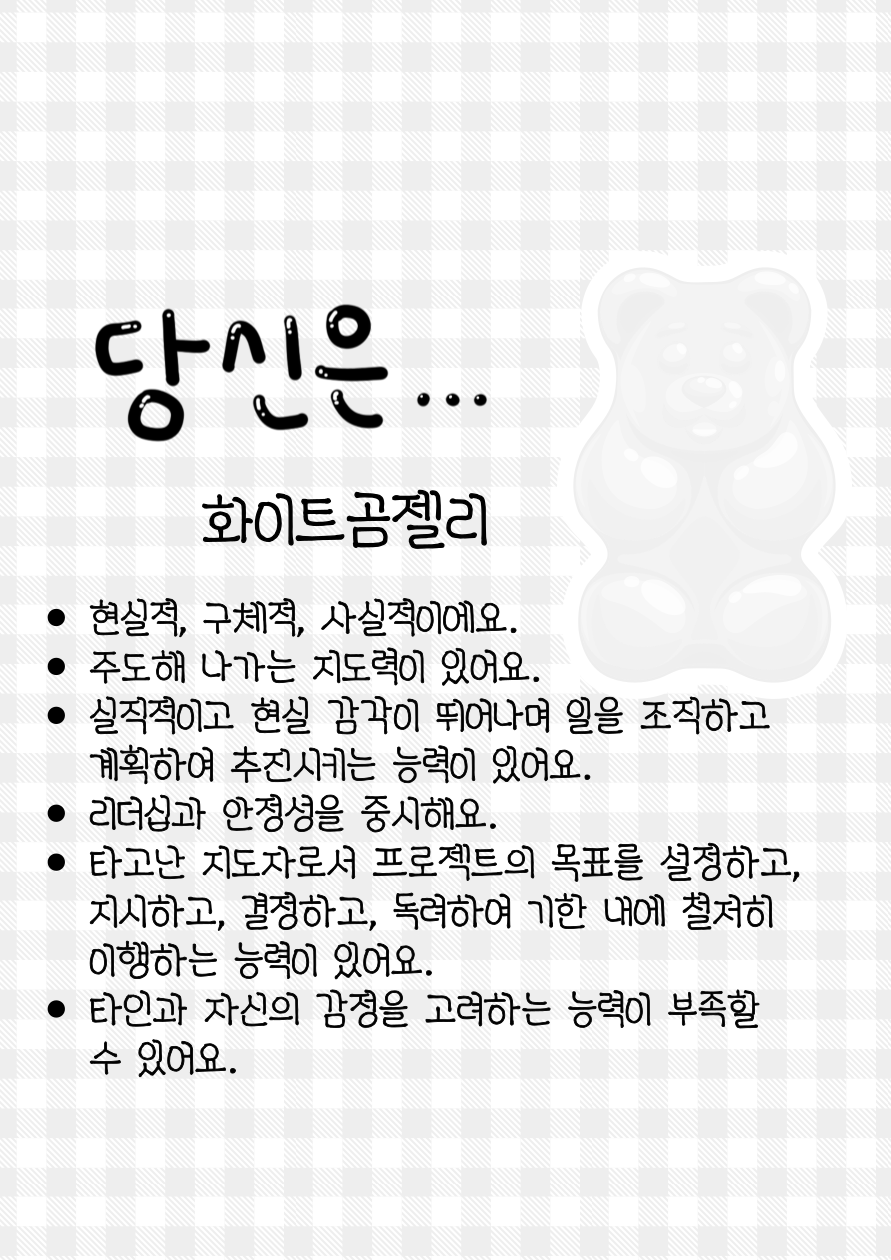 당신은...
화이트곰젤리
● 현실적, 구체적, 사실적이에요.
● 주도해 나가는 지도력이 있어요.
● 실직적이고 현실 감각이 뛰어나며 일을 조직하고
계획하여 추진시키는 능력이 있어요.
● 리더십과 안정성을 중시해요.
● 타고난 지도자로서 프로젝트의 목표를 설정하고,
지시하고, 결정하고, 독려하여 기한 내에 철저히
이행하는 능력이 있어요.
● 타인과 자신의 감정을 고려하는 능력이 부족할
수 있어요.